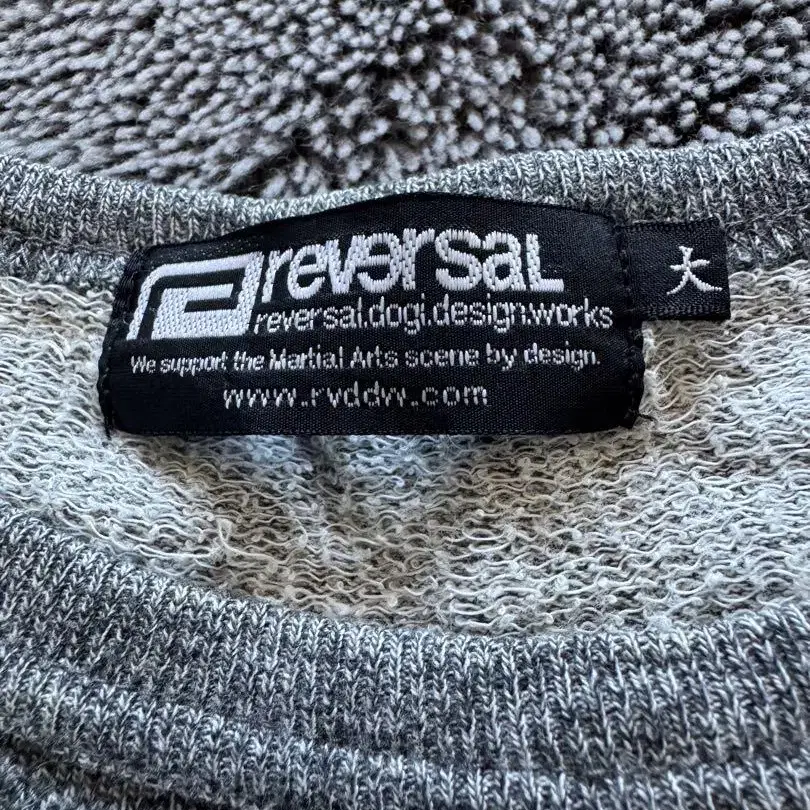 reversal
reversal.dogi.design.works
We support the Martial Arts scene by design.
www.rvddw.com
大